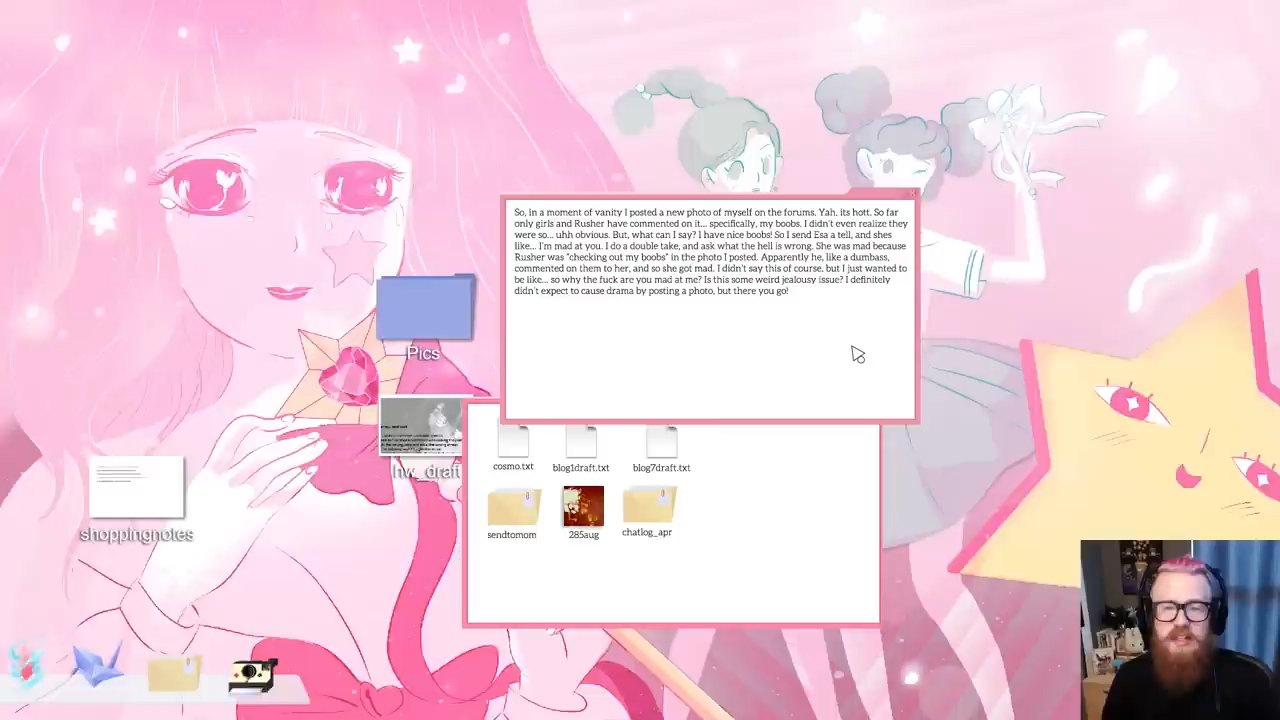 So, in a moment of vanity I posted a new photo of myself on the forums. Yah, its hott. So far
only girls and Rusher have commented on it... specifically, my boobs. I didn't even realize they
were so... uhh obvious. But, what can I say? I have nice boobs! So I send Esa a tell, and shes
like... I'm mad at you. I do a double take, and ask what the hell is wrong. She was mad because
Rusher was "checking out my boobs" in the photo I posted. Apparently he, like a dumbass,
commented on them to her, and so she got mad. I didn't say this of course, but I just wanted to
be like... so why the fuck are you mad at me? Is this some weird jealousy issue? I definitely
didn't expect to cause drama by posting a photo, but there you go!
Pics
hw_draft
shoppingnotes
cosmo.txt
blog1draft.txt
blog7draft.txt
sendtomom
285aug
chatlog_apr